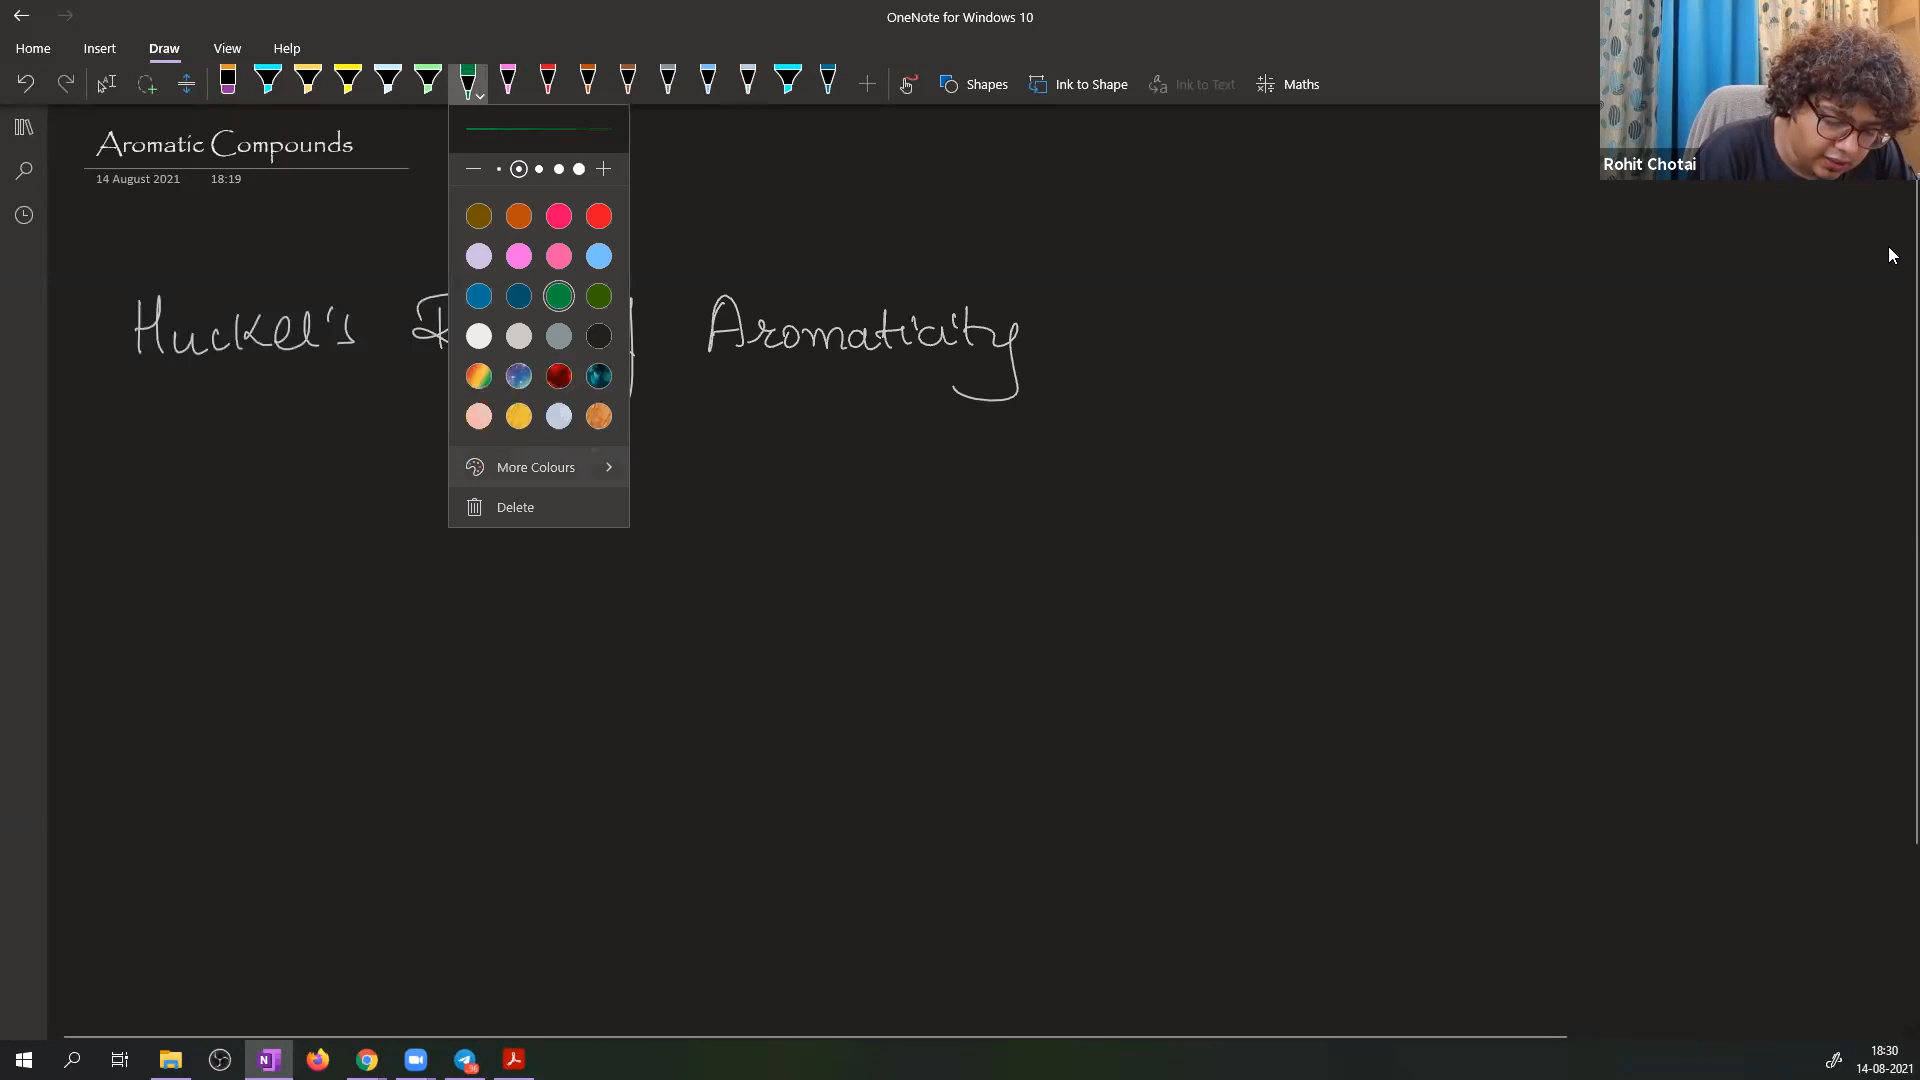 OneNote for Windows 10
Home Insert Draw View Help
Shapes Ink to Shape Ink to Text Maths
Aromatic Compounds
14 August 2021 18:19
Rohit Chotai
Huckel's Aromaticity
More Colours
Delete
18:30
14-08-2021